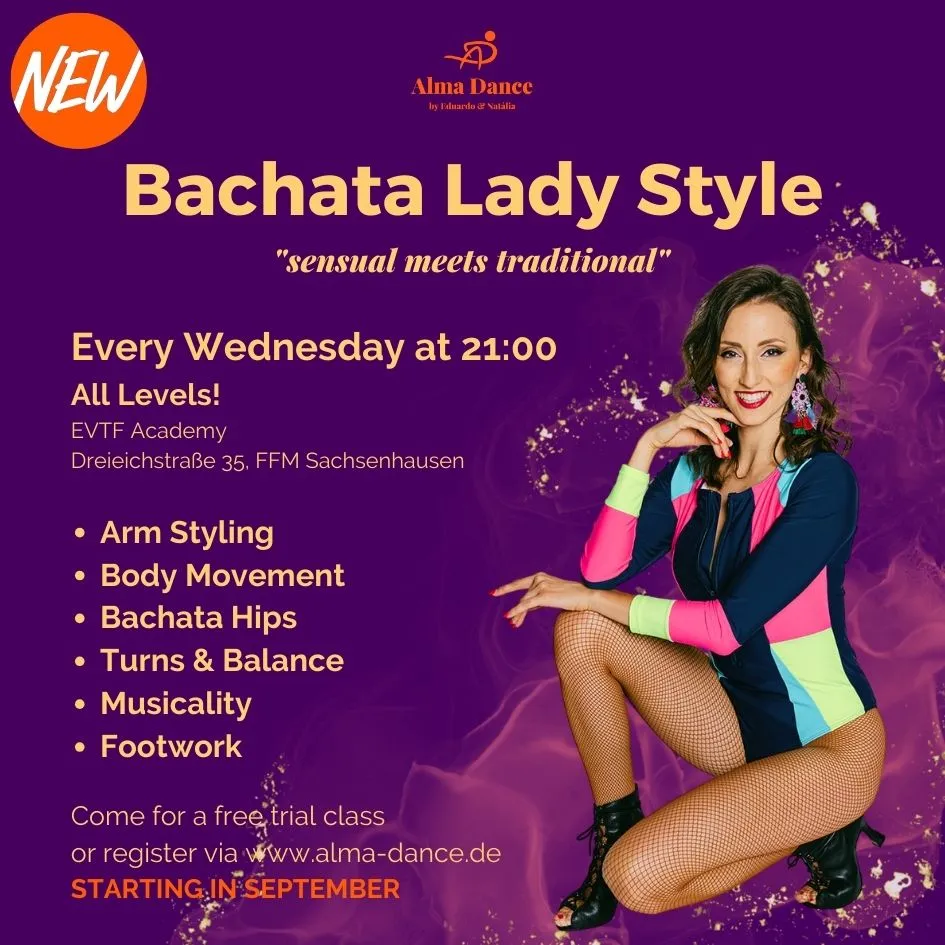 NEW
Alma Dance
by Eduardo & Natália
Bachata Lady Style
"sensual meets traditional"
Every Wednesday at 21:00
All Levels!
EVTF Academy
Dreieichstraße 35, FFM Sachsenhausen
• Arm Styling
• Body Movement
• Bachata Hips
• Turns & Balance
• Musicality
• Footwork
Come for a free trial class
or register via www.alma-dance.de
STARTING IN SEPTEMBER